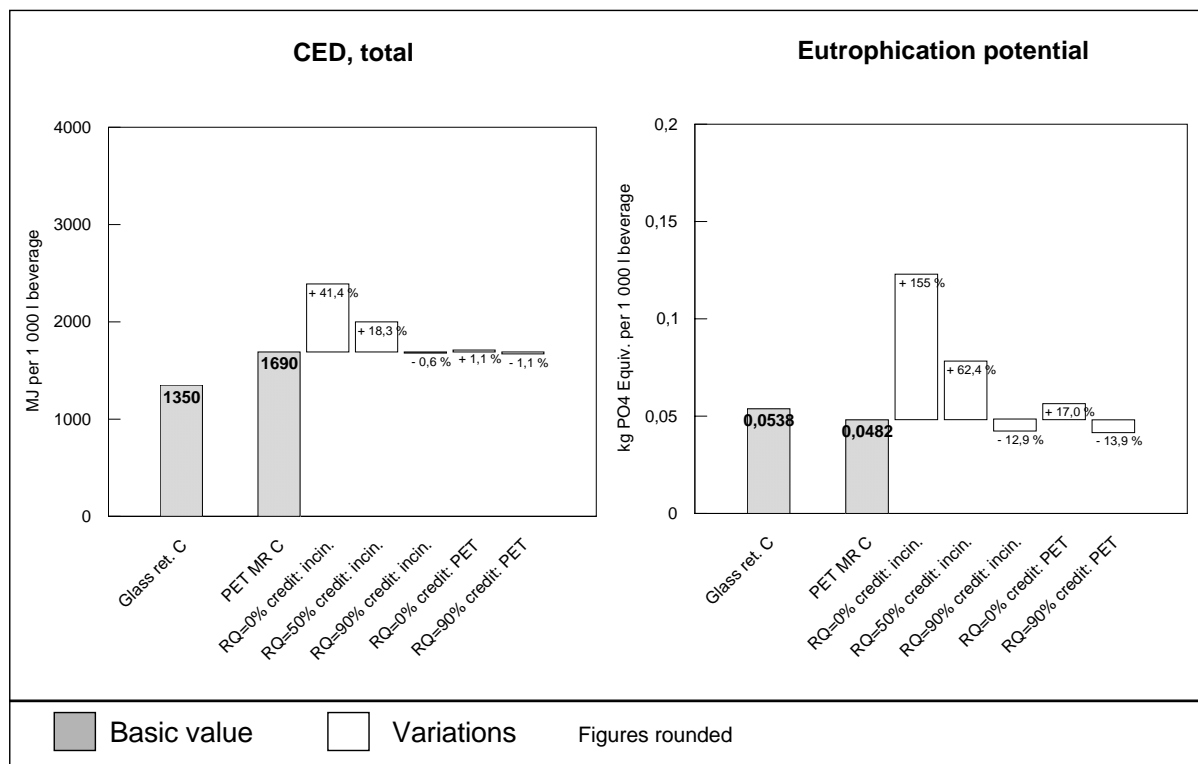 CED, total
MJ per 1 000 l beverage
4000
3000
2000
1000
0
1350
1690
+ 41,4 %
+ 18,3 %
- 0,6 %
+ 1,1 %
- 1,1 %
Glass ret. C
PET MR C
RQ=0% credit: incin.
RQ=50% credit: incin.
RQ=90% credit: incin.
RQ=0% credit: PET
RQ=90% credit: PET
Eutrophication potential
kg PO4 Equiv. per 1 000 l beverage
0,2
0,15
0,1
0,05
0
0,0538
0,0482
+ 155 %
+ 62,4 %
- 12,9 %
+ 17,0 %
- 13,9 %
Glass ret. C
PET MR C
RQ=0% credit: incin.
RQ=50% credit: incin.
RQ=90% credit: incin.
RQ=0% credit: PET
RQ=90% credit: PET
Basic value
Variations
Figures rounded